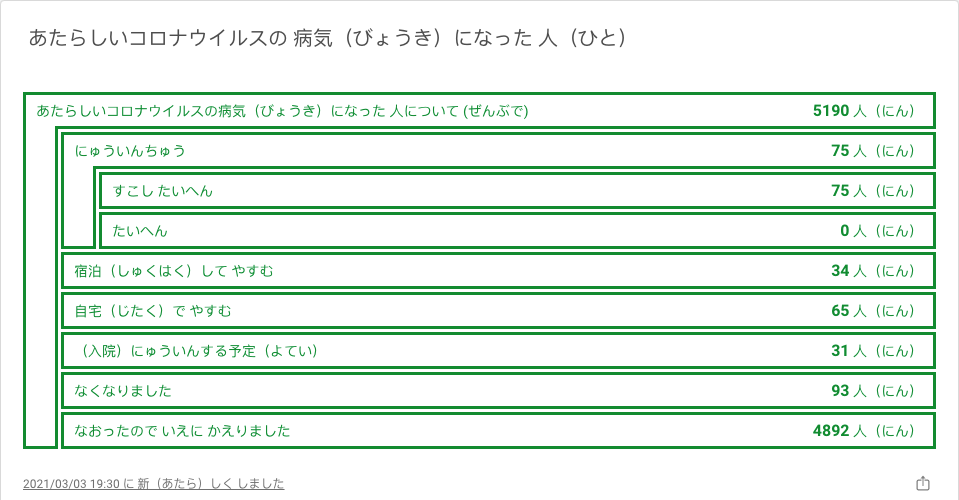 あたらしいコロナウイルスの 病気（びょうき）になった 人（ひと）
あたらしいコロナウイルスの病気（びょうき）になった 人について (ぜんぶで) 5190 人（にん）
にゅういんちゅう 75 人（にん）
すこし たいへん 75 人（にん）
たいへん 0 人（にん）
宿泊（しゅくはく）して やすむ 34 人（にん）
自宅（じたく）で やすむ 65 人（にん）
（入院）にゅういんする予定（よてい） 31 人（にん）
なくなりました 93 人（にん）
なおったので いえに かえりました 4892 人（にん）
2021/03/03 19:30 に 新（あたら）しく しました